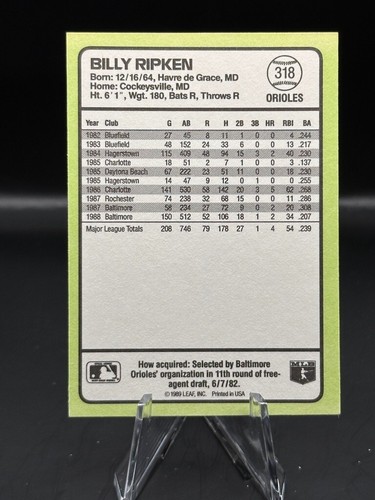 BILLY RIPKEN
Born: 12/16/64, Havre de Grace, MD
Home: Cockeysville, MD
Ht. 6'1", Wgt. 180, Bats R, Throws R
318
ORIOLES
Year Club G AB R H 2B 3B HR RBI BA
1982 Bluefield 27 45 8 11 1 0 0 4 .244
1983 Bluefield 48 152 24 33 6 0 0 13 .217
1984 Hagerstown 115 409 48 94 15 3 2 40 .230
1985 Charlotte 18 51 2 7 1 0 0 3 .137
1985 Daytona Beach 67 222 23 51 11 0 0 16 .230
1985 Hagerstown 14 47 9 12 0 1 0 0 .255
1986 Charlotte 141 530 58 142 20 3 5 62 .268
1987 Rochester 74 238 32 68 15 0 0 11 .286
1987 Baltimore 58 234 27 72 9 0 2 20 .308
1988 Baltimore 150 512 52 106 18 1 2 34 .207
Major League Totals 208 746 79 178 27 1 4 54 .239
How acquired: Selected by Baltimore
Orioles' organization in 11th round of free-
agent draft, 6/7/82.
© 1989 LEAF, INC. Printed in USA